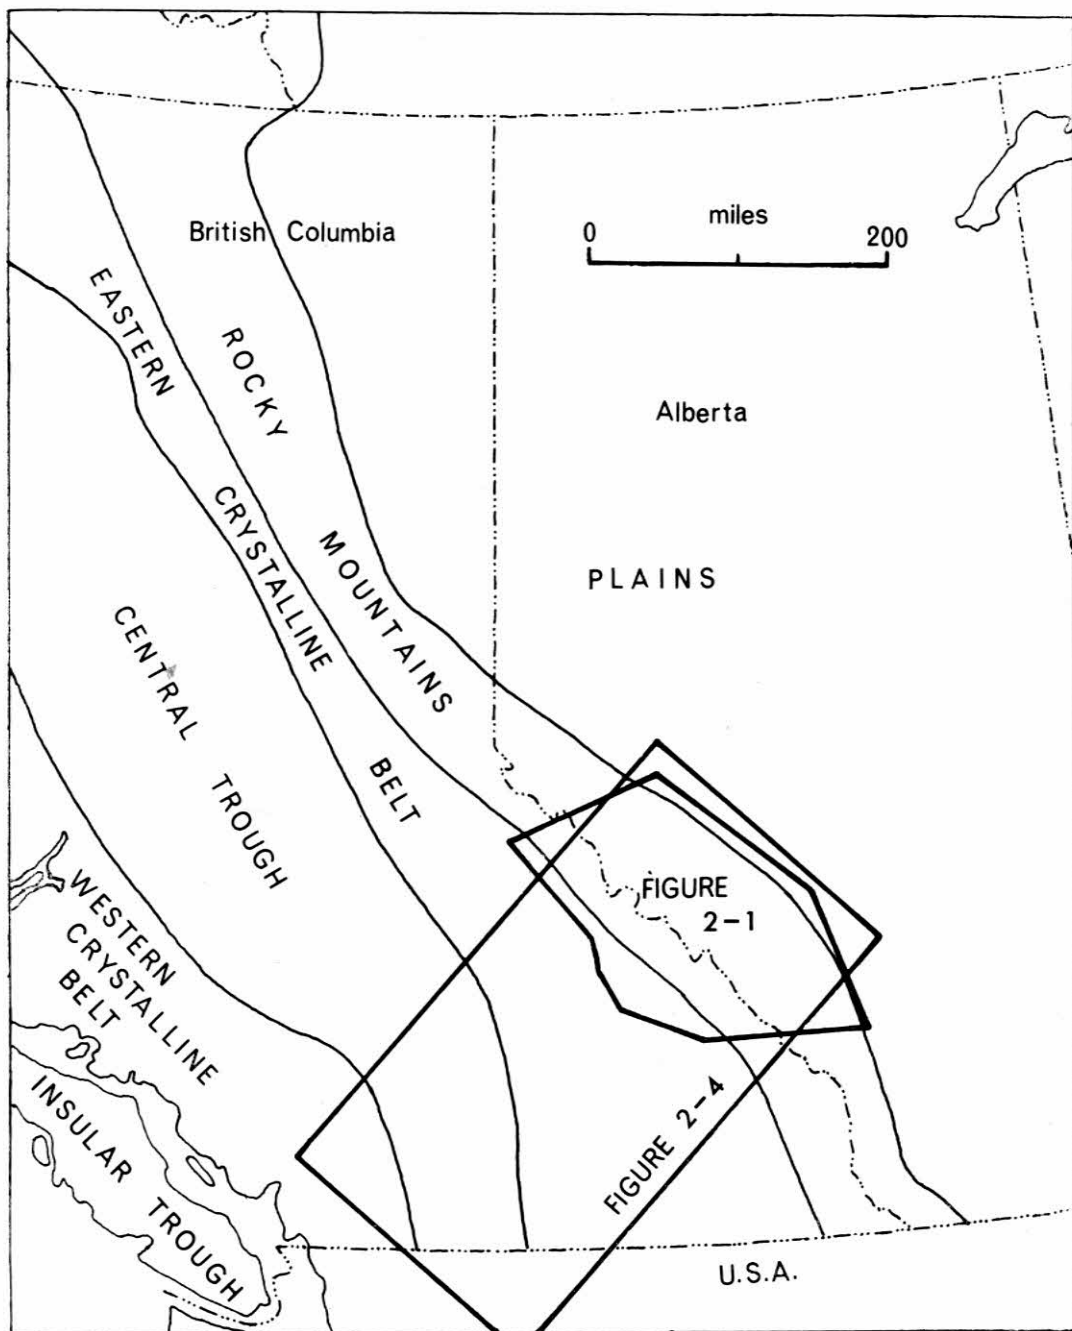 miles
0 200
British Columbia
EASTERN
CRYSTALLINE
BELT
ROCKY
MOUNTAINS
Alberta
PLAINS
CENTRAL
TROUGH
WESTERN
CRYSTALLINE
BELT
INSULAR TROUGH
FIGURE
2-1
FIGURE 2-4
U.S.A.